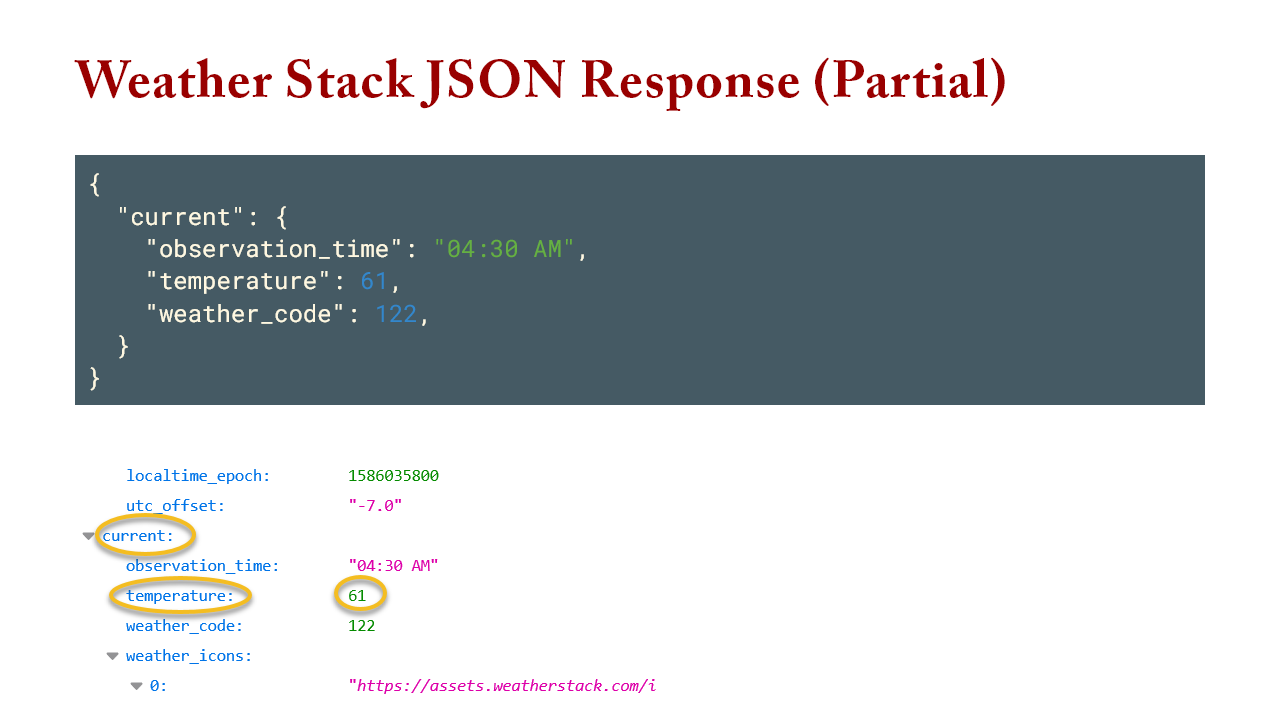 Weather Stack JSON Response (Partial)
{
"current": {
"observation_time": "04:30 AM",
"temperature": 61,
"weather_code": 122,
}
}
localtime_epoch: 1586035800
utc_offset: "-7.0"
current:
observation_time: "04:30 AM"
temperature: 61
weather_code: 122
weather_icons:
0: "https://assets.weatherstack.com/i